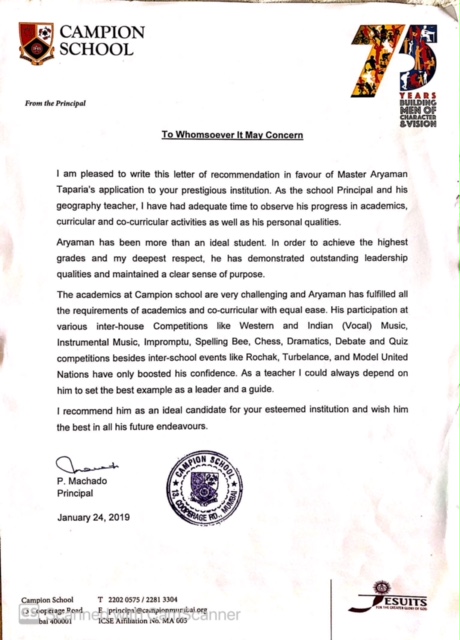 CAMPION
SCHOOL
75
YEARS
BUILDING
MEN OF
CHARACTER
& VISION
From the Principal
To Whomsoever It May Concern
I am pleased to write this letter of recommendation in favour of Master Aryaman
Taparia's application to your prestigious institution. As the school Principal and his
geography teacher, I have had adequate time to observe his progress in academics,
curricular and co-curricular activities as well as his personal qualities.
Aryaman has been more than an ideal student. In order to achieve the highest
grades and my deepest respect, he has demonstrated outstanding leadership
qualities and maintained a clear sense of purpose.
The academics at Campion school are very challenging and Aryaman has fulfilled all
the requirements of academics and co-curricular with equal ease. His participation at
various inter-house Competitions like Western and Indian (Vocal) Music,
Instrumental Music, Impromptu, Spelling Bee, Chess, Dramatics, Debate and Quiz
competitions besides inter-school events like Rochak, Turbelance, and Model United
Nations have only boosted his confidence. As a teacher I could always depend on
him to set the best example as a leader and a guide.
I recommend him as an ideal candidate for your esteemed institution and wish him
the best in all his future endeavours.
P. Machado
Principal
CAMPION SCHOOL
13, COOPERAGE RD., MUMBAI
January 24, 2019
Campion School T 2202 0575 / 2281 3304
13 Cooperage Road E principal@campionmumbai.org
400001 ICSE Affiliation No. MA 003
CS Scanned with CamScanner
JESUITS
FOR THE GREATER GLORY OF GOD